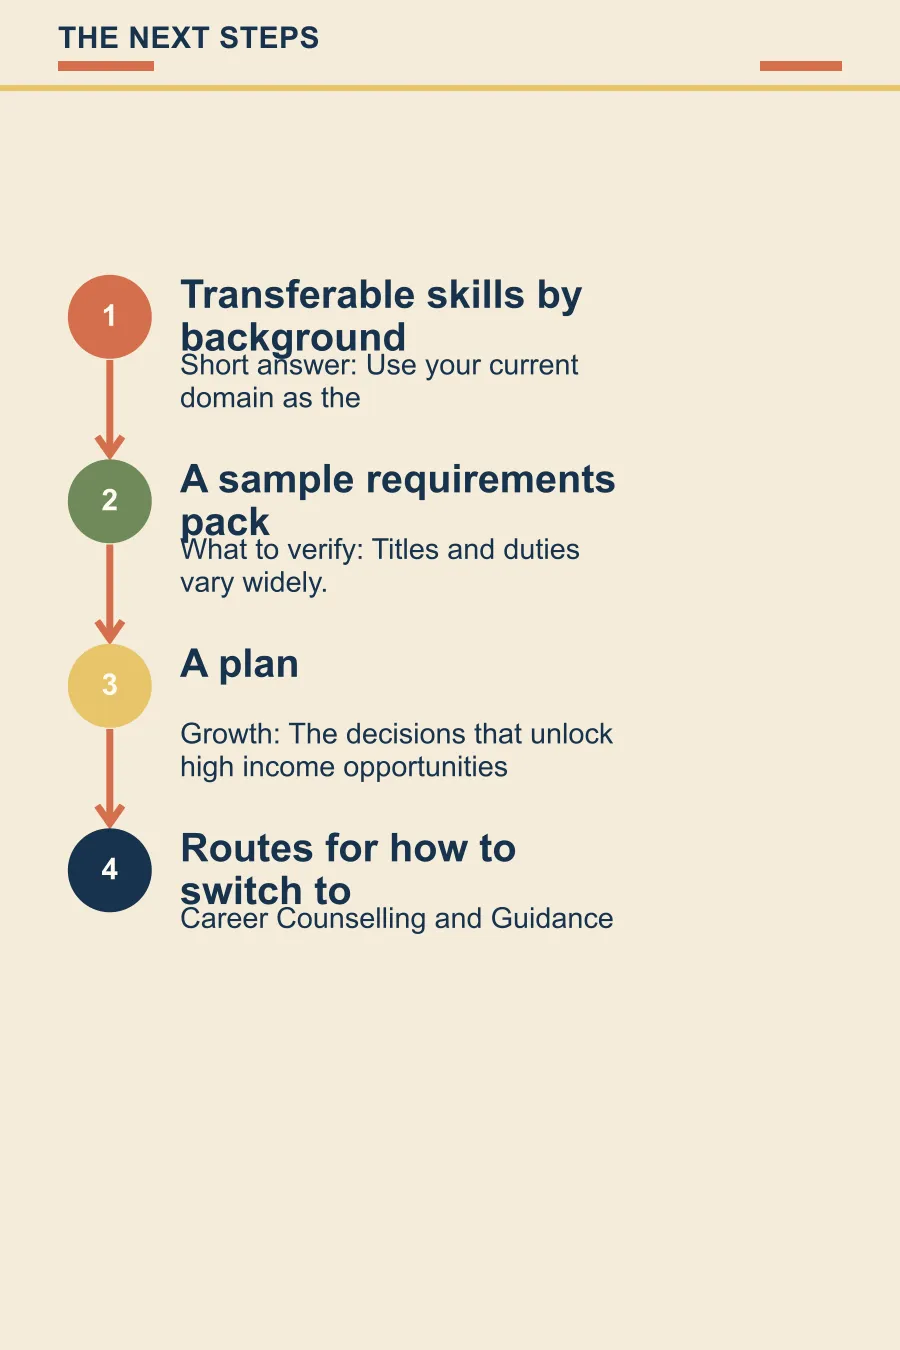 THE NEXT STEPS
1
Transferable skills by
background
Short answer: Use your current
domain as the
2
A sample requirements
pack
What to verify: Titles and duties
vary widely.
3
A plan
Growth: The decisions that unlock
high income opportunities
4
Routes for how to
switch to
Career Counselling and Guidance